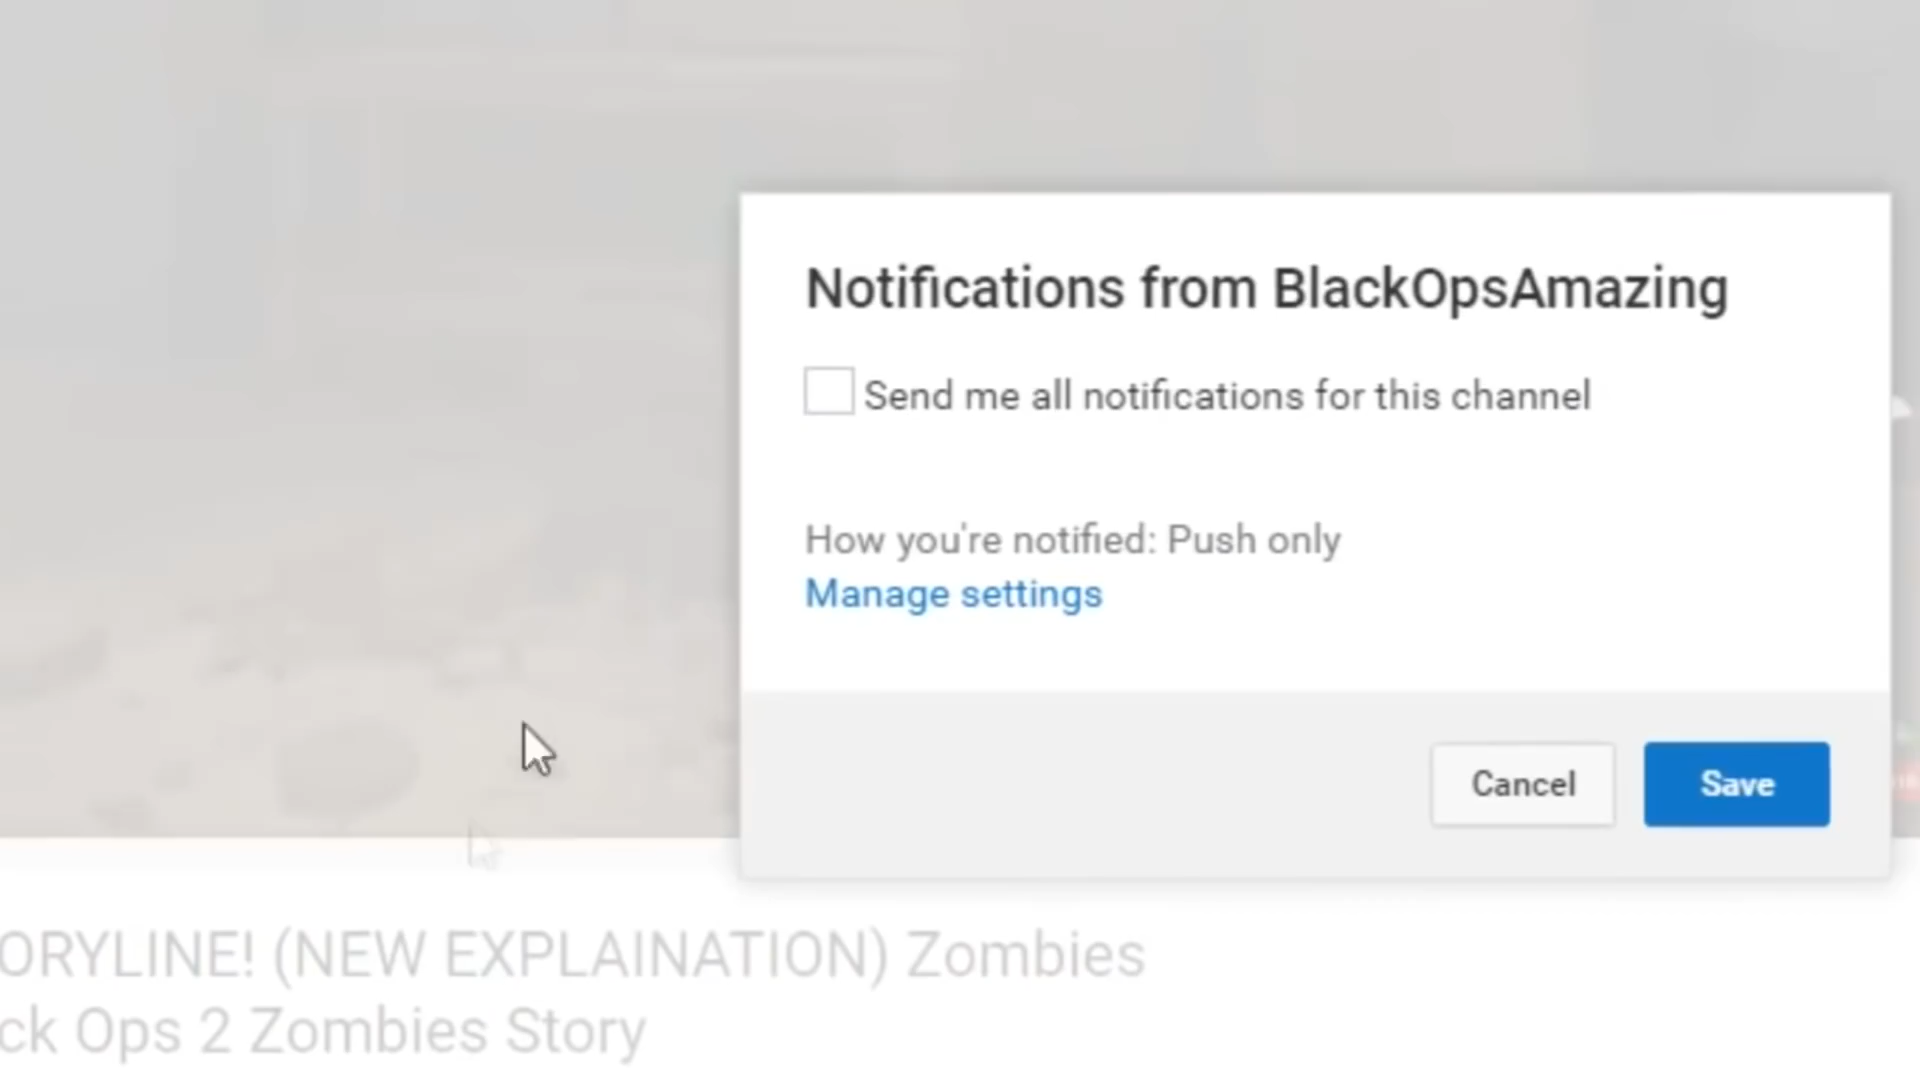 Notifications from BlackOpsAmazing
Send me all notifications for this channel
How you're notified: Push only
Manage settings
Cancel Save
ORYLINE! (NEW EXPLAINATION) Zombies
ck Ops 2 Zombies Story